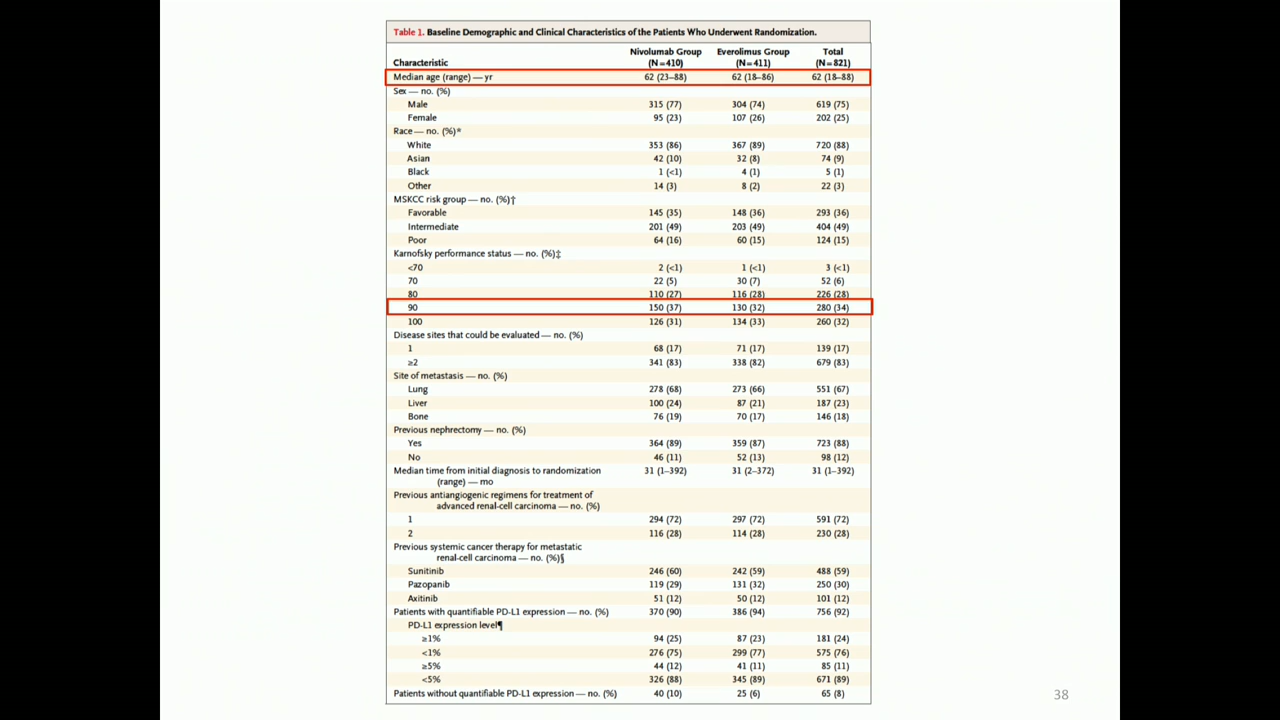 Table 1. Baseline Demographic and Clinical Characteristics of the Patients Who Underwent Randomization.
Characteristic Nivolumab Group (N=410) Everolimus Group (N=411) Total (N=821)
Median age (range) — yr 62 (23–88) 62 (18–86) 62 (18–88)
Sex — no. (%)
Male 315 (77) 304 (74) 619 (75)
Female 95 (23) 107 (26) 202 (25)
Race — no. (%)*
White 353 (86) 367 (89) 720 (88)
Asian 42 (10) 32 (8) 74 (9)
Black 1 (<1) 4 (1) 5 (1)
Other 14 (3) 8 (2) 22 (3)
MSKCC risk group — no. (%)†
Favorable 145 (35) 148 (36) 293 (36)
Intermediate 201 (49) 203 (49) 404 (49)
Poor 64 (16) 60 (15) 124 (15)
Karnofsky performance status — no. (%)‡
<70 2 (<1) 1 (<1) 3 (<1)
70 22 (5) 30 (7) 52 (6)
80 110 (27) 116 (28) 226 (28)
90 150 (37) 130 (32) 280 (34)
100 126 (31) 134 (33) 260 (32)
Disease sites that could be evaluated — no. (%)
1 68 (17) 71 (17) 139 (17)
≥2 341 (83) 338 (82) 679 (83)
Site of metastasis — no. (%)
Lung 278 (68) 273 (66) 551 (67)
Liver 100 (24) 87 (21) 187 (23)
Bone 76 (19) 70 (17) 146 (18)
Previous nephrectomy — no. (%)
Yes 364 (89) 359 (87) 723 (88)
No 46 (11) 52 (13) 98 (12)
Median time from initial diagnosis to randomization 31 (1–392) 31 (2–372) 31 (1–392)
(range) — mo
Previous antiangiogenic regimens for treatment of
advanced renal-cell carcinoma — no. (%)
1 294 (72) 297 (72) 591 (72)
2 116 (28) 114 (28) 230 (28)
Previous systemic cancer therapy for metastatic
renal-cell carcinoma — no. (%)§
Sunitinib 246 (60) 242 (59) 488 (59)
Pazopanib 119 (29) 131 (32) 250 (30)
Axitinib 51 (12) 50 (12) 101 (12)
Patients with quantifiable PD-L1 expression — no. (%) 370 (90) 386 (94) 756 (92)
PD-L1 expression level¶
≥1% 94 (25) 87 (23) 181 (24)
<1% 276 (75) 299 (77) 575 (76)
≥5% 44 (12) 41 (11) 85 (11)
<5% 326 (88) 345 (89) 671 (89)
Patients without quantifiable PD-L1 expression — no. (%) 40 (10) 25 (6) 65 (8)
38